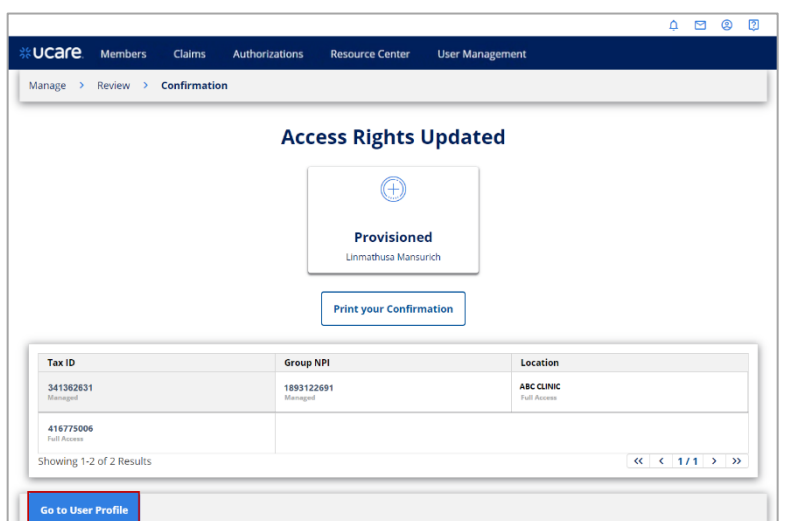 ucare. Members Claims Authorizations Resource Center User Management
Manage > Review > Confirmation
Access Rights Updated
Provisioned
Linmathusa Mansurich
Print your Confirmation
Tax ID Group NPI Location
341362631 1893122691 ABC CLINIC
Managed Managed Full Access
416775006
Full Access
Showing 1-2 of 2 Results << < 1 / 1 > >>
Go to User Profile